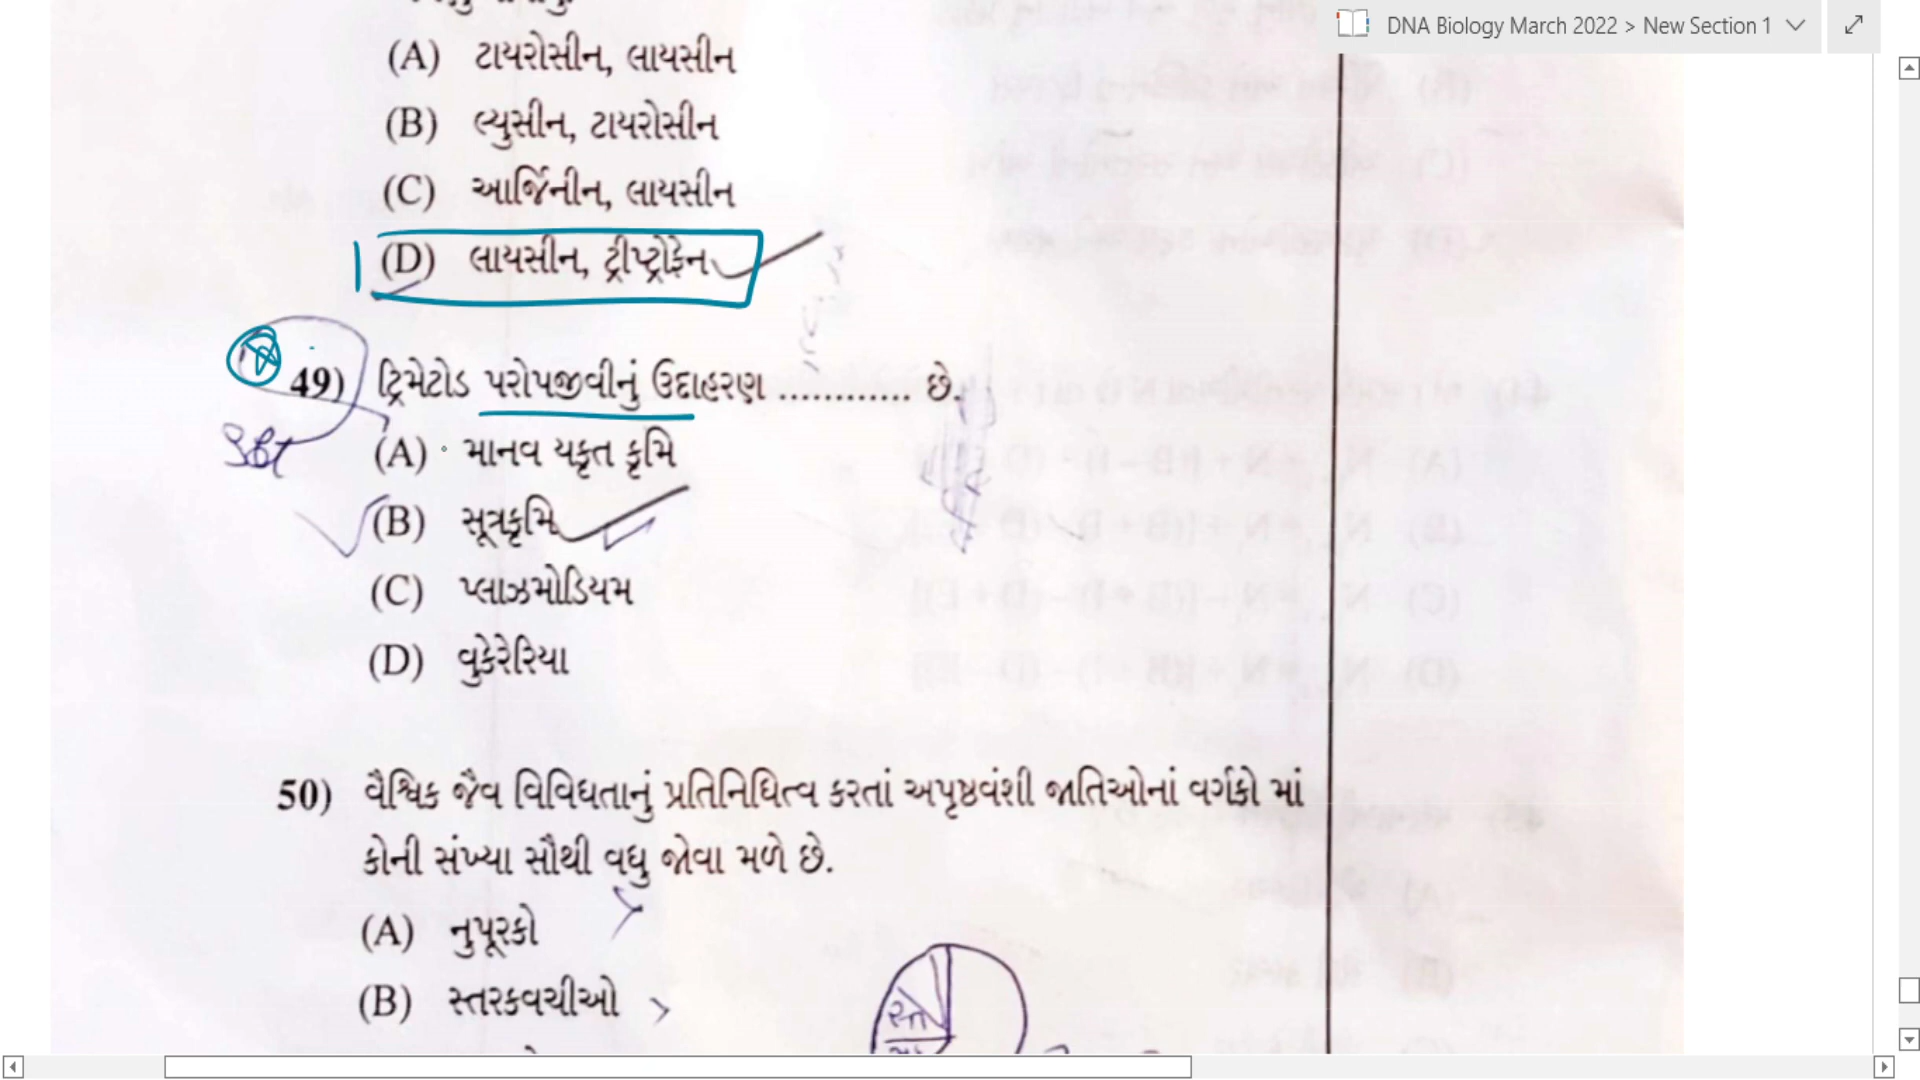 DNA Biology March 2022 > New Section 1
(A) ટાયરોસીન, લાયસીન
(B) લ્યુસીન, ટાયરોસીન
(C) આર્જિનીન, લાયસીન
(D) લાયસીન, ટ્રીપ્ટ્રોફેન
49) ટ્રિમેટોડ પરોપજીવીનું ઉદાહરણ ............ છે.
(A) માનવ યકૃત કૃમિ
(B) સૂત્રકૃમિ
(C) પ્લાઝમોડિયમ
(D) વુકેરેરિયા
50) વૈશ્વિક જૈવ વિવિધતાનું પ્રતિનિધિત્વ કરતાં અપૃષ્ઠવંશી જાતિઓનાં વર્ગકો માં
કોની સંખ્યા સૌથી વધુ જોવા મળે છે.
(A) નુપૂરકો
(B) સ્તરકવચીઓ